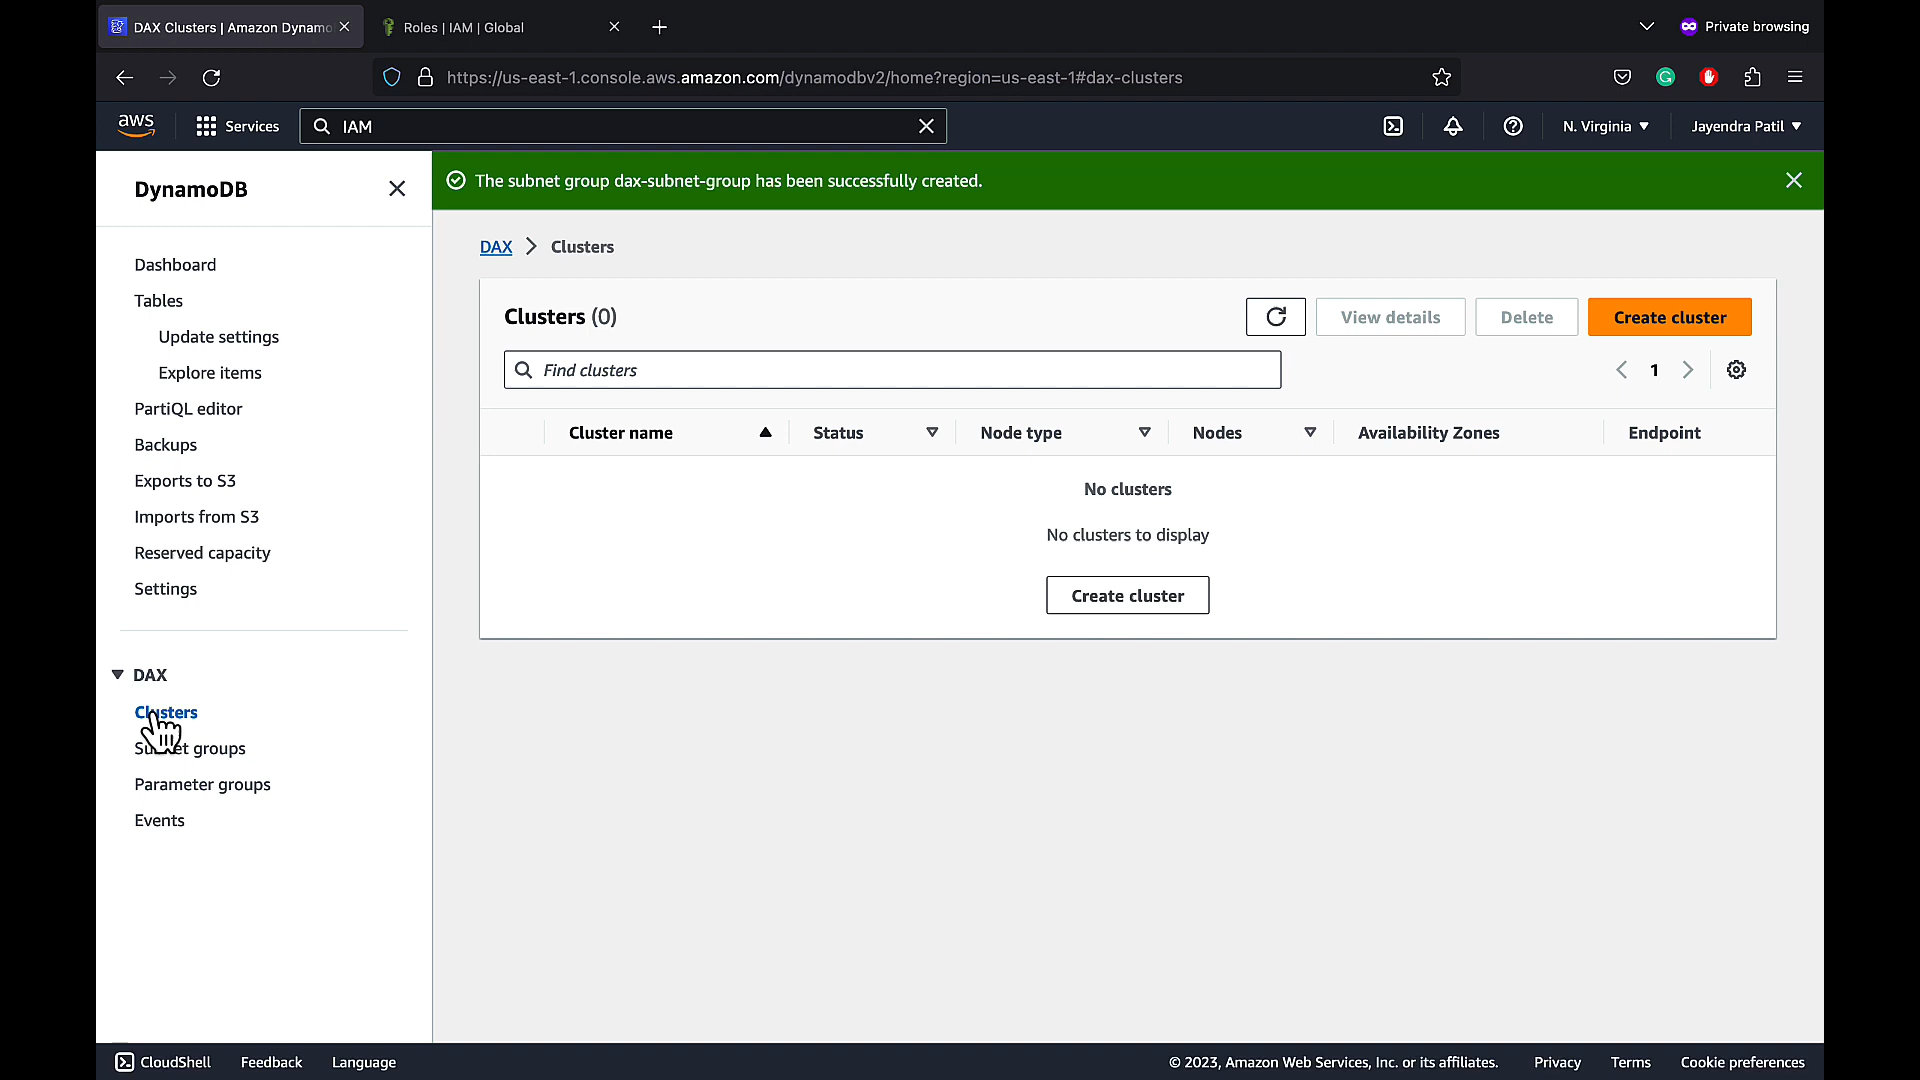 DAX Clusters | Amazon Dynamo
Roles | IAM | Global
Private browsing
https://us-east-1.console.aws.amazon.com/dynamodbv2/home?region=us-east-1#dax-clusters
aws
Services
IAM
N. Virginia
Jayendra Patil
DynamoDB
Dashboard
Tables
Update settings
Explore items
PartiQL editor
Backups
Exports to S3
Imports from S3
Reserved capacity
Settings
DAX
Clusters
Subnet groups
Parameter groups
Events
The subnet group dax-subnet-group has been successfully created.
DAX > Clusters
Clusters (0)
View details
Delete
Create cluster
Find clusters
1
Cluster name
Status
Node type
Nodes
Availability Zones
Endpoint
No clusters
No clusters to display
Create cluster
CloudShell
Feedback
Language
© 2023, Amazon Web Services, Inc. or its affiliates.
Privacy
Terms
Cookie preferences